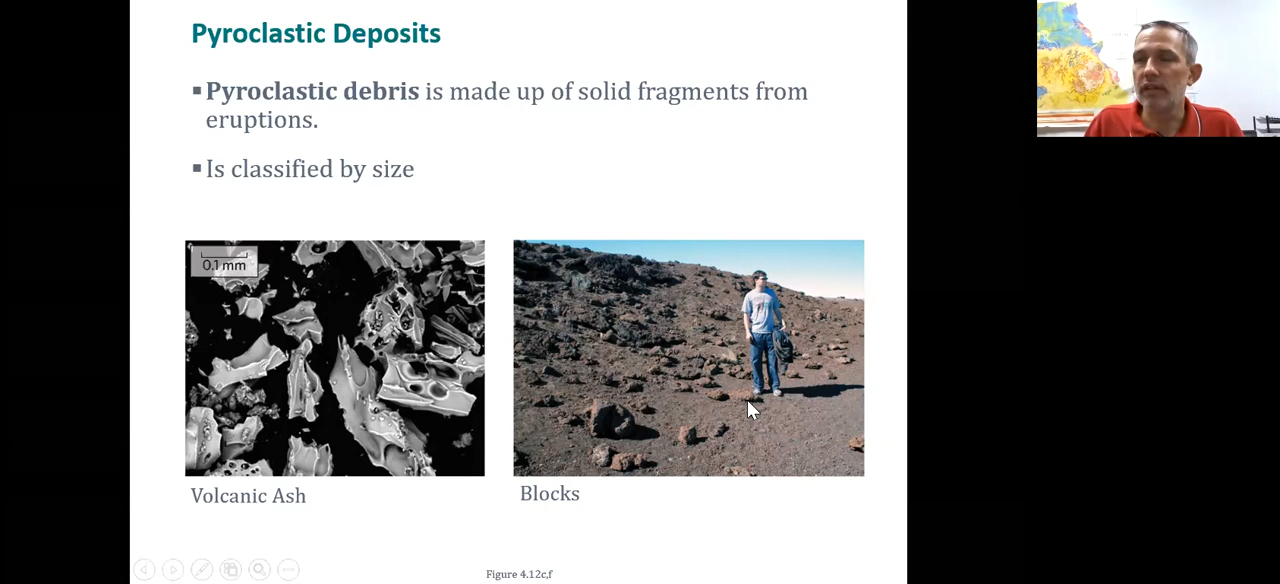 Pyroclastic Deposits
▪ Pyroclastic debris is made up of solid fragments from
eruptions.
▪ Is classified by size
0.1 mm
Volcanic Ash
Blocks
Figure 4.12c,f